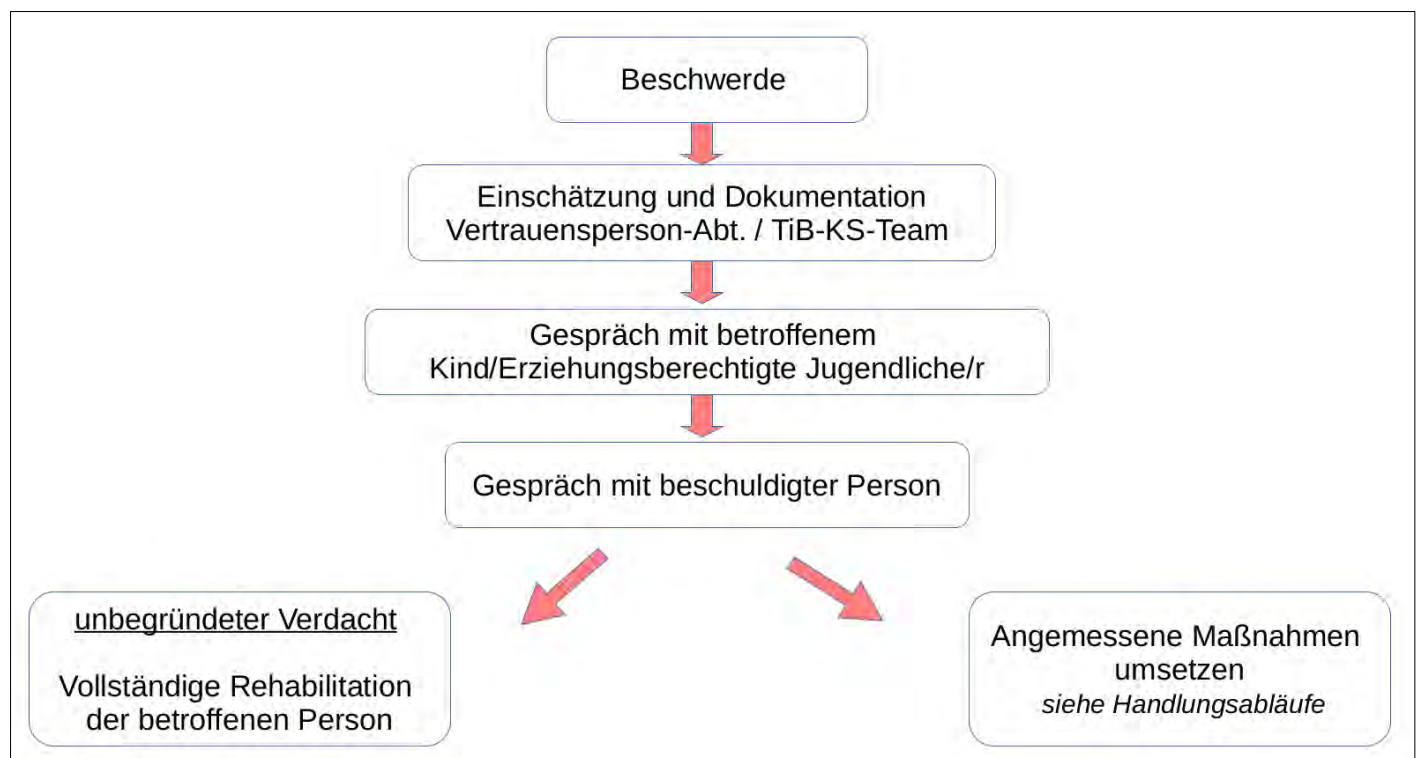 Beschwerde
Einschätzung und Dokumentation
Vertrauensperson-Abt. / TiB-KS-Team
Gespräch mit betroffenem
Kind/Erziehungsberechtigte Jugendliche/r
Gespräch mit beschuldigter Person
unbegründeter Verdacht
Vollständige Rehabilitation
der betroffenen Person
Angemessene Maßnahmen
umsetzen
siehe Handlungsabläufe